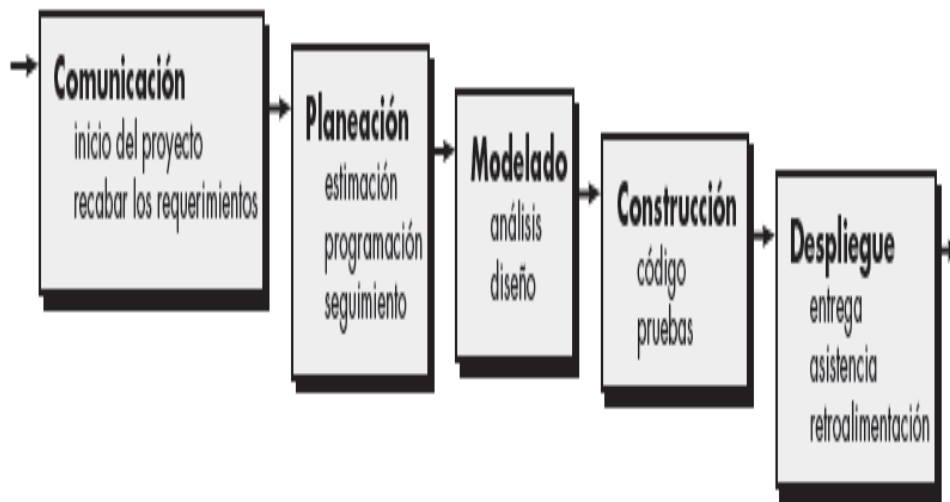 Comunicación
inicio del proyecto
recabar los requerimientos
Planeación
estimación
programación
seguimiento
Modelado
análisis
diseño
Construcción
código
pruebas
Despliegue
entrega
asistencia
retroalimentación